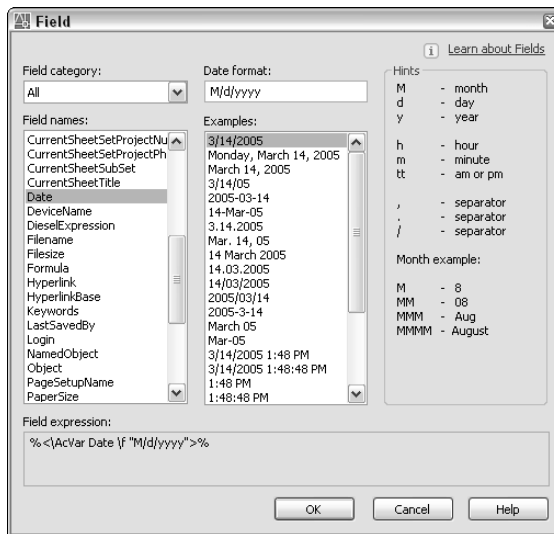 Field
Learn about Fields
Field category:
All
Field names:
CurrentSheetSetProjectNu
CurrentSheetSetProjectPh
CurrentSheetSubSet
CurrentSheetTitle
Date
DeviceName
DieselExpression
Filename
Filesize
Formula
Hyperlink
HyperlinkBase
Keywords
LastSavedBy
Login
NamedObject
Object
PageSetupName
PaperSize
Date format:
M/d/yyyy
Examples:
3/14/2005
Monday, March 14, 2005
March 14, 2005
3/14/05
2005-03-14
14-Mar-05
3.14.2005
Mar. 14, 05
14 March 2005
14.03.2005
14/03/2005
2005/03/14
2005-3-14
March 05
Mar-05
3/14/2005 1:48 PM
3/14/2005 1:48:48 PM
1:48 PM
1:48:48 PM
Hints
M - month
d - day
y - year
h - hour
m - minute
tt - am or pm
, - separator
. - separator
/ - separator
Month example:
M - 8
MM - 08
MMM - Aug
MMMM - August
Field expression:
%<\AcVar Date \f "M/d/yyyy">%
OK
Cancel
Help